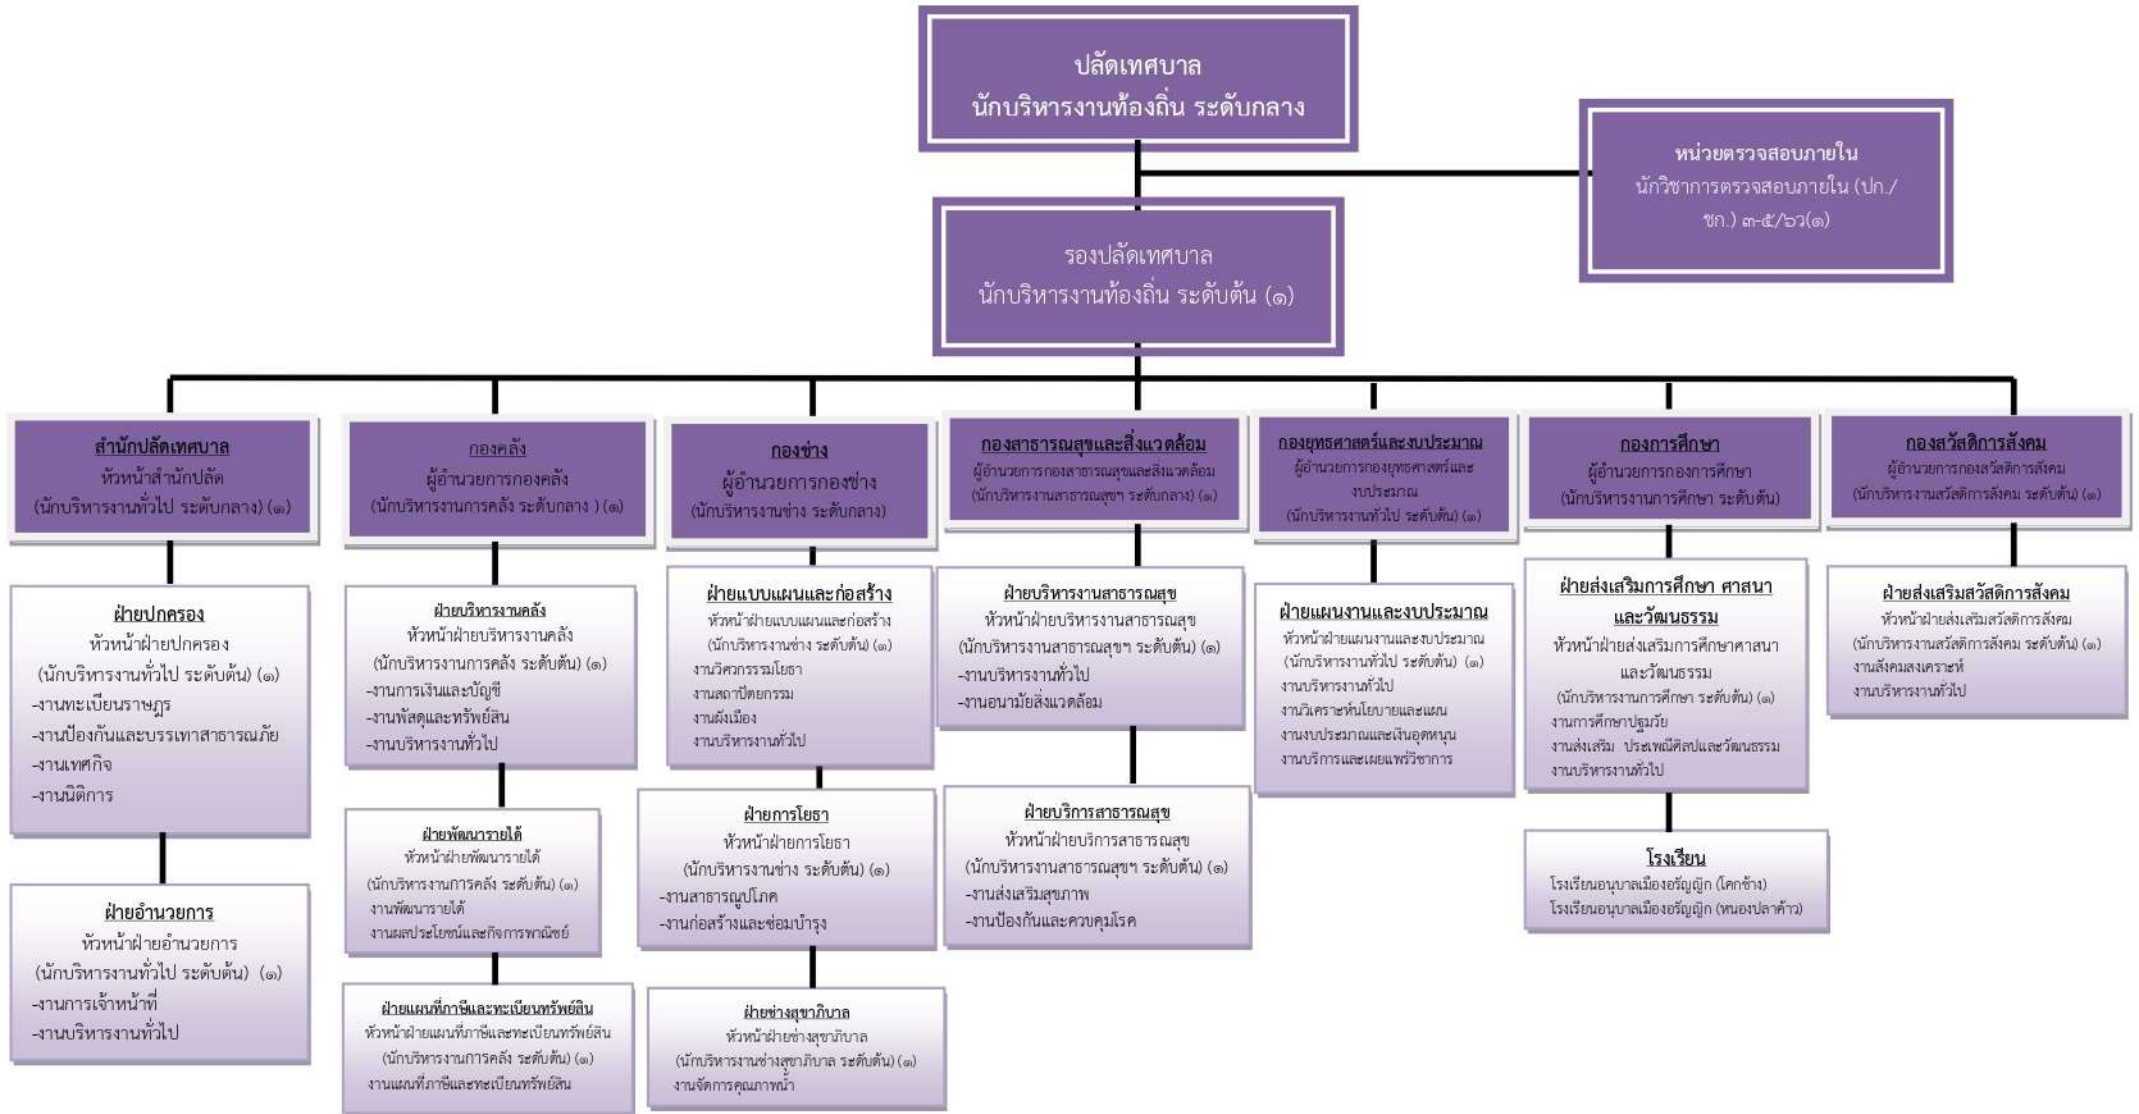 ปลัดเทศบาล
นักบริหารงานท้องถิ่น ระดับกลาง
หน่วยตรวจสอบภายใน
นักวิชาการตรวจสอบภายใน (ปก./
ชก.) ๓-๕/๖ว(๑)
รองปลัดเทศบาล
นักบริหารงานท้องถิ่น ระดับต้น (๑)
สำนักปลัดเทศบาล
หัวหน้าสำนักปลัด
(นักบริหารงานทั่วไป ระดับกลาง) (๑)
กองคลัง
ผู้อำนวยการกองคลัง
(นักบริหารงานการคลัง ระดับกลาง ) (๑)
กองช่าง
ผู้อำนวยการกองช่าง
(นักบริหารงานช่าง ระดับกลาง)
กองสาธารณสุขและสิ่งแวดล้อม
ผู้อำนวยการกองสาธารณสุขและสิ่งแวดล้อม
(นักบริหารงานสาธารณสุขฯ ระดับกลาง) (๑)
กองยุทธศาสตร์และงบประมาณ
ผู้อำนวยการกองยุทธศาสตร์และ
งบประมาณ
(นักบริหารงานทั่วไป ระดับต้น) (๑)
กองการศึกษา
ผู้อำนวยการกองการศึกษา
(นักบริหารงานการศึกษา ระดับต้น)
กองสวัสดิการสังคม
ผู้อำนวยการกองสวัสดิการสังคม
(นักบริหารงานสวัสดิการสังคม ระดับต้น) (๑)
ฝ่ายปกครอง
หัวหน้าฝ่ายปกครอง
(นักบริหารงานทั่วไป ระดับต้น) (๑)
-งานทะเบียนราษฎร
-งานป้องกันและบรรเทาสาธารณภัย
-งานเทศกิจ
-งานนิติการ
ฝ่ายอำนวยการ
หัวหน้าฝ่ายอำนวยการ
(นักบริหารงานทั่วไป ระดับต้น) (๑)
-งานการเจ้าหน้าที่
-งานบริหารงานทั่วไป
ฝ่ายบริหารงานคลัง
หัวหน้าฝ่ายบริหารงานคลัง
(นักบริหารงานการคลัง ระดับต้น) (๑)
-งานการเงินและบัญชี
-งานพัสดุและทรัพย์สิน
-งานบริหารงานทั่วไป
ฝ่ายพัฒนารายได้
หัวหน้าฝ่ายพัฒนารายได้
(นักบริหารงานการคลัง ระดับต้น) (๑)
งานพัฒนารายได้
งานผลประโยชน์และกิจการพาณิชย์
ฝ่ายแผนที่ภาษีและทะเบียนทรัพย์สิน
หัวหน้าฝ่ายแผนที่ภาษีและทะเบียนทรัพย์สิน
(นักบริหารงานการคลัง ระดับต้น) (๑)
งานแผนที่ภาษีและทะเบียนทรัพย์สิน
ฝ่ายแบบแผนและก่อสร้าง
หัวหน้าฝ่ายแบบแผนและก่อสร้าง
(นักบริหารงานช่าง ระดับต้น) (๑)
งานวิศวกรรมโยธา
งานสถาปัตยกรรม
งานผังเมือง
งานบริหารงานทั่วไป
ฝ่ายการโยธา
หัวหน้าฝ่ายการโยธา
(นักบริหารงานช่าง ระดับต้น) (๑)
-งานสาธารณูปโภค
-งานก่อสร้างและซ่อมบำรุง
ฝ่ายช่างสุขาภิบาล
หัวหน้าฝ่ายช่างสุขาภิบาล
(นักบริหารงานช่างสุขาภิบาล ระดับต้น) (๑)
งานจัดการคุณภาพน้ำ
ฝ่ายบริหารงานสาธารณสุข
หัวหน้าฝ่ายบริหารงานสาธารณสุข
(นักบริหารงานสาธารณสุขฯ ระดับต้น) (๑)
-งานบริหารงานทั่วไป
-งานอนามัยสิ่งแวดล้อม
ฝ่ายบริการสาธารณสุข
หัวหน้าฝ่ายบริการสาธารณสุข
(นักบริหารงานสาธารณสุขฯ ระดับต้น) (๑)
-งานส่งเสริมสุขภาพ
-งานป้องกันและควบคุมโรค
ฝ่ายแผนงานและงบประมาณ
หัวหน้าฝ่ายแผนงานและงบประมาณ
(นักบริหารงานทั่วไป ระดับต้น) (๑)
งานบริหารงานทั่วไป
งานวิเคราะห์นโยบายและแผน
งานงบประมาณและเงินอุดหนุน
งานบริการและเผยแพร่วิชาการ
ฝ่ายส่งเสริมการศึกษา ศาสนา
และวัฒนธรรม
หัวหน้าฝ่ายส่งเสริมการศึกษาศาสนา
และวัฒนธรรม
(นักบริหารงานการศึกษา ระดับต้น) (๑)
งานการศึกษาปฐมวัย
งานส่งเสริม ประเพณีศิลปและวัฒนธรรม
งานบริหารงานทั่วไป
โรงเรียน
โรงเรียนอนุบาลเมืองอรัญญิก (โคกช้าง)
โรงเรียนอนุบาลเมืองอรัญญิก (หนองปลาค้าว)
ฝ่ายส่งเสริมสวัสดิการสังคม
หัวหน้าฝ่ายส่งเสริมสวัสดิการสังคม
(นักบริหารงานสวัสดิการสังคม ระดับต้น) (๑)
งานสังคมสงเคราะห์
งานบริหารงานทั่วไป